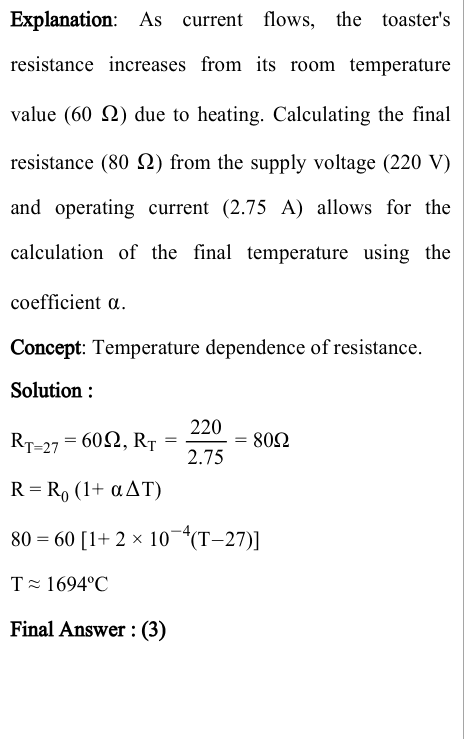 Explanation: As current flows, the toaster's
resistance increases from its room temperature
value (60 Ω) due to heating. Calculating the final
resistance (80 Ω) from the supply voltage (220 V)
and operating current (2.75 A) allows for the
calculation of the final temperature using the
coefficient α.
Concept: Temperature dependence of resistance.
Solution :
R_{T=27} = 60Ω, R_T = \frac{220}{2.75} = 80Ω
R = R₀ (1+ αΔT)
80 = 60 [1+ 2 × 10⁻⁴(T−27)]
T ≈ 1694ºC
Final Answer : (3)